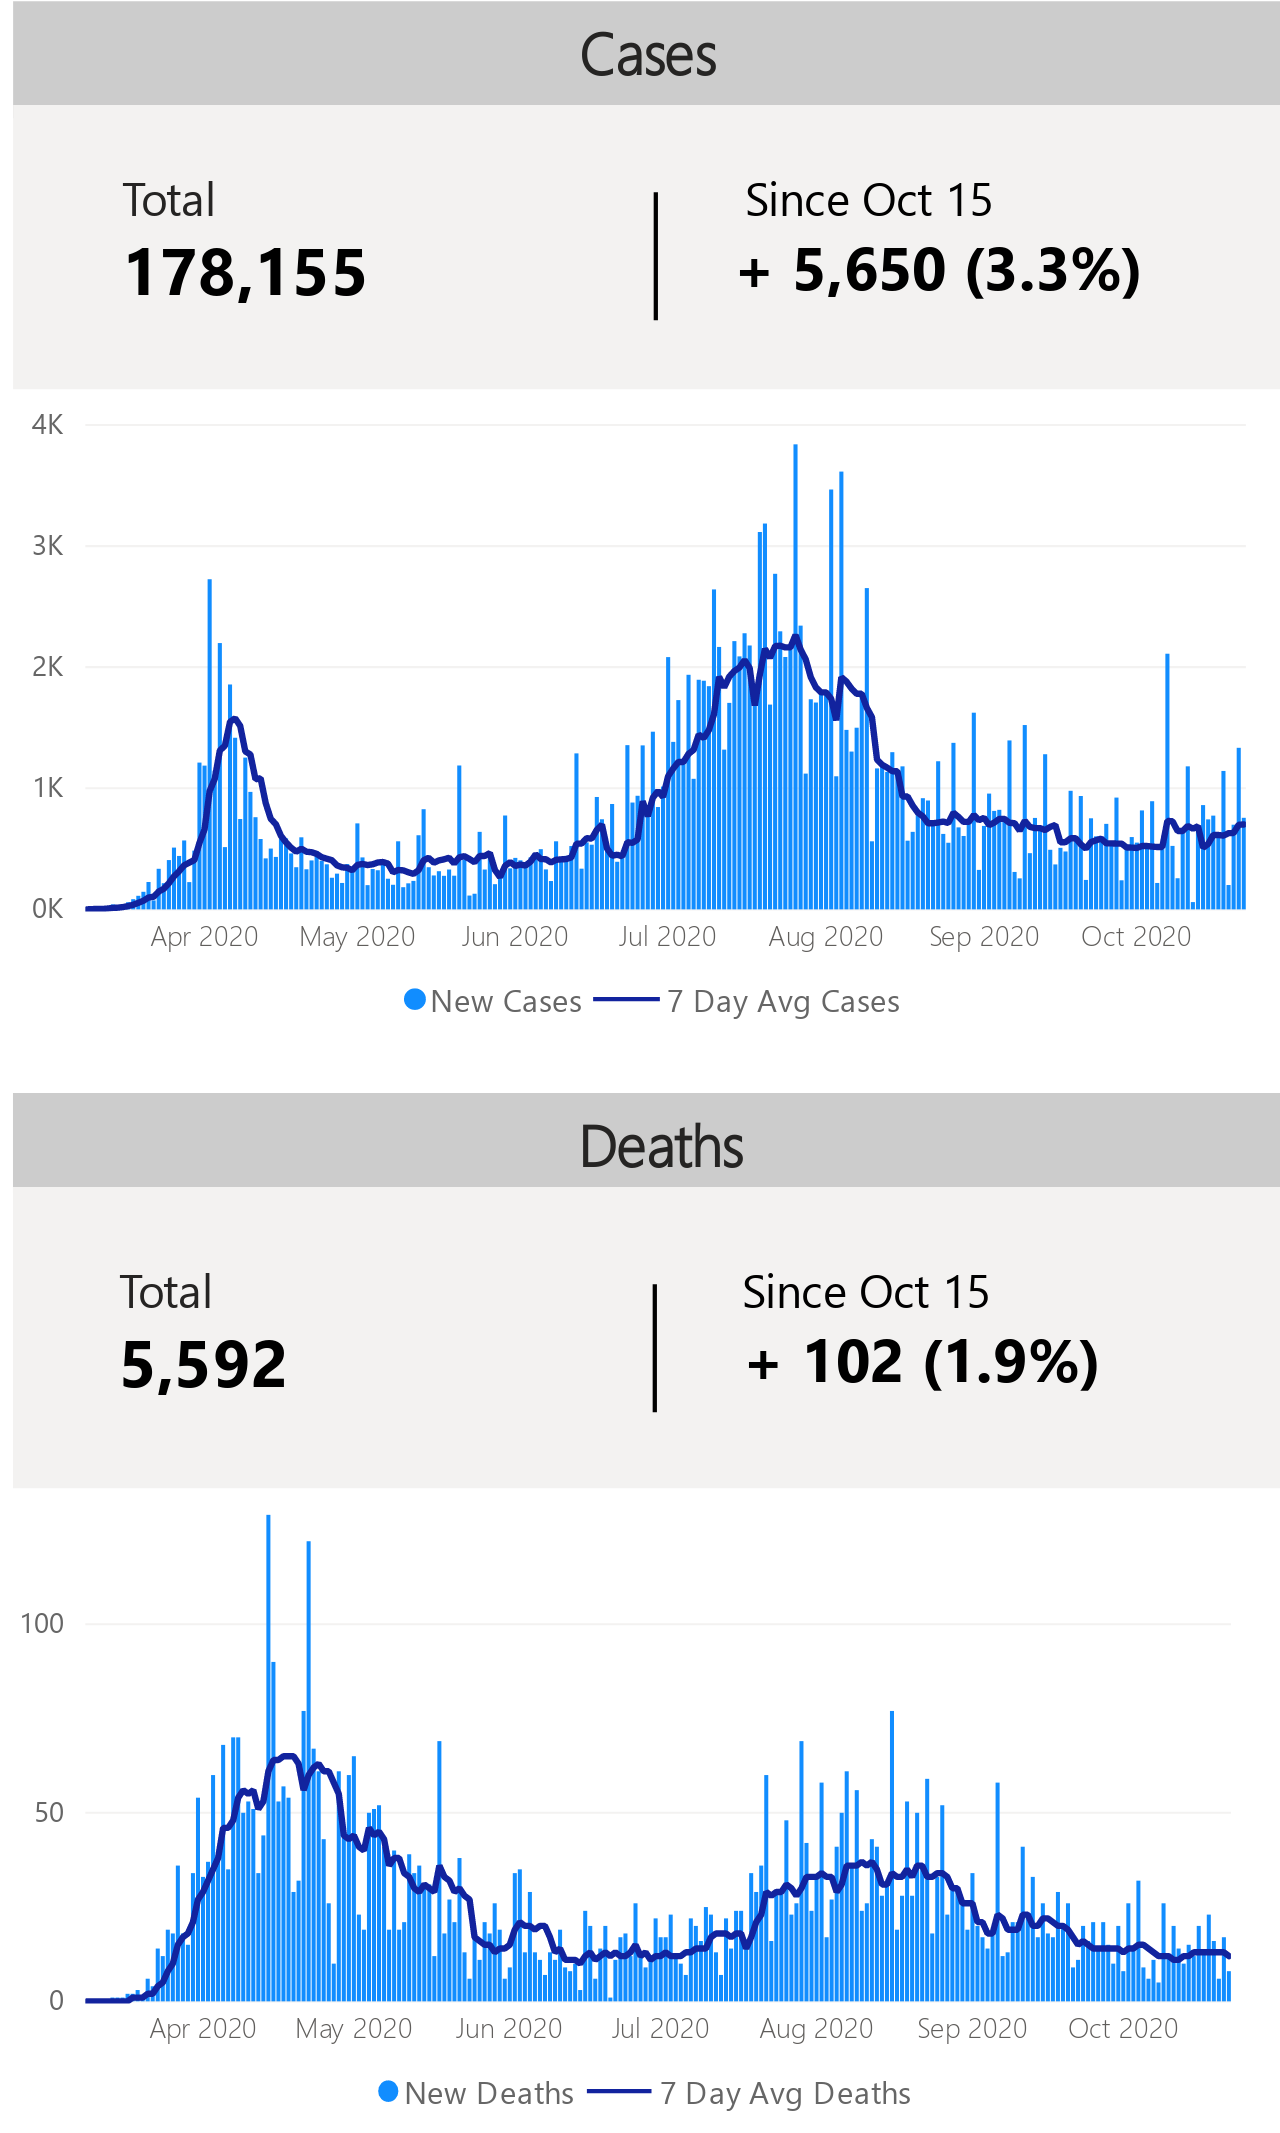 Cases
Total
Since Oct 15
178,155
+ 5,650 (3.3%)
4K
3K
2K
1K
0K
Apr 2020 May 2020 Jun 2020 Jul 2020 Aug 2020 Sep 2020 Oct 2020
New Cases 7 Day Avg Cases
Deaths
Total
Since Oct 15
5,592
+ 102 (1.9%)
100
50
0
Apr 2020 May 2020 Jun 2020 Jul 2020 Aug 2020 Sep 2020 Oct 2020
New Deaths 7 Day Avg Deaths